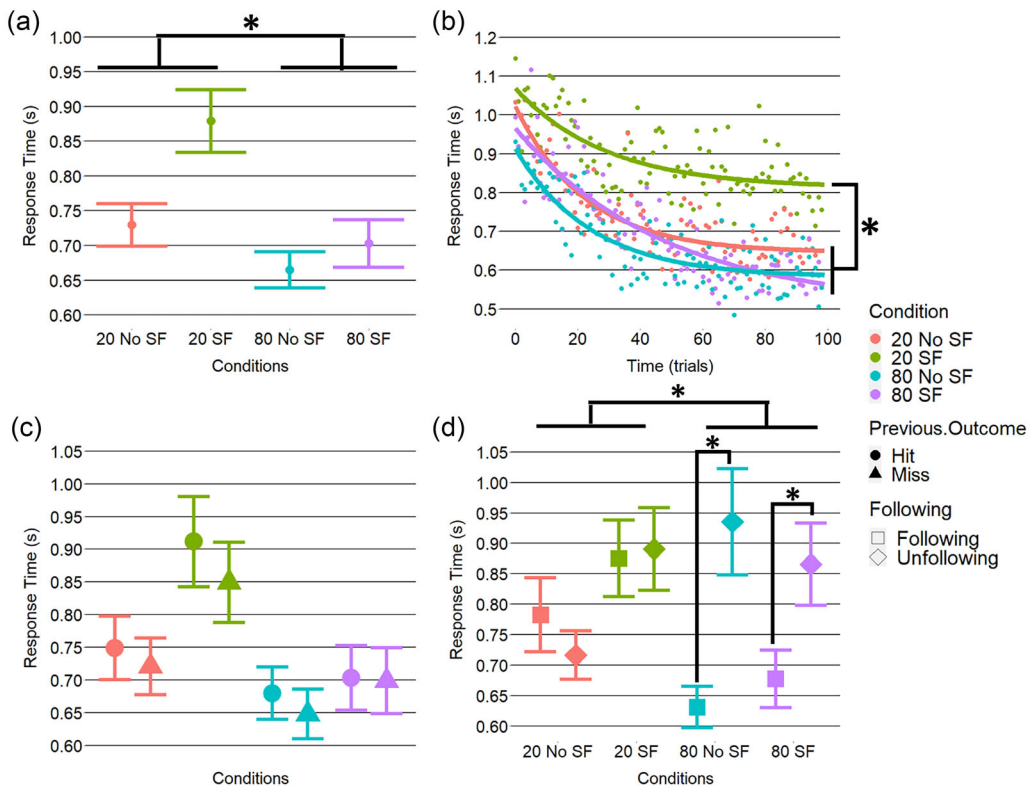 (a)
*
1.00
0.95
0.90
0.85
0.80
0.75
0.70
0.65
0.60
Response Time (s)
20 No SF 20 SF 80 No SF 80 SF
Conditions
(b)
1.2
1.1
1.0
0.9
0.8
0.7
0.6
0.5
Response Time (s)
*
0 20 40 60 80 100
Time (trials)
Condition
20 No SF
20 SF
80 No SF
80 SF
Previous.Outcome
Hit
Miss
Following
Following
Unfollowing
(c)
1.05
1.00
0.95
0.90
0.85
0.80
0.75
0.70
0.65
0.60
Response Time (s)
Conditions
(d)
*
*
*
1.05
1.00
0.95
0.90
0.85
0.80
0.75
0.70
0.65
0.60
Response Time (s)
20 No SF 20 SF 80 No SF 80 SF
Conditions